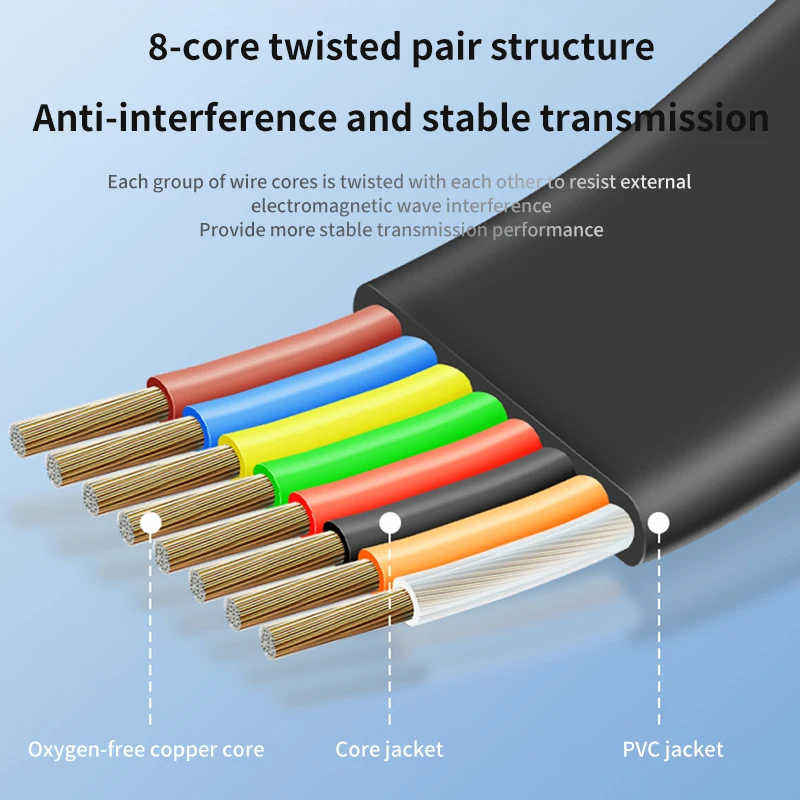 8-core twisted pair structure
Anti-interference and stable transmission
Each group of wire cores is twisted with each other to resist external
electromagnetic wave interference
Provide more stable transmission performance
Oxygen-free copper core
Core jacket
PVC jacket